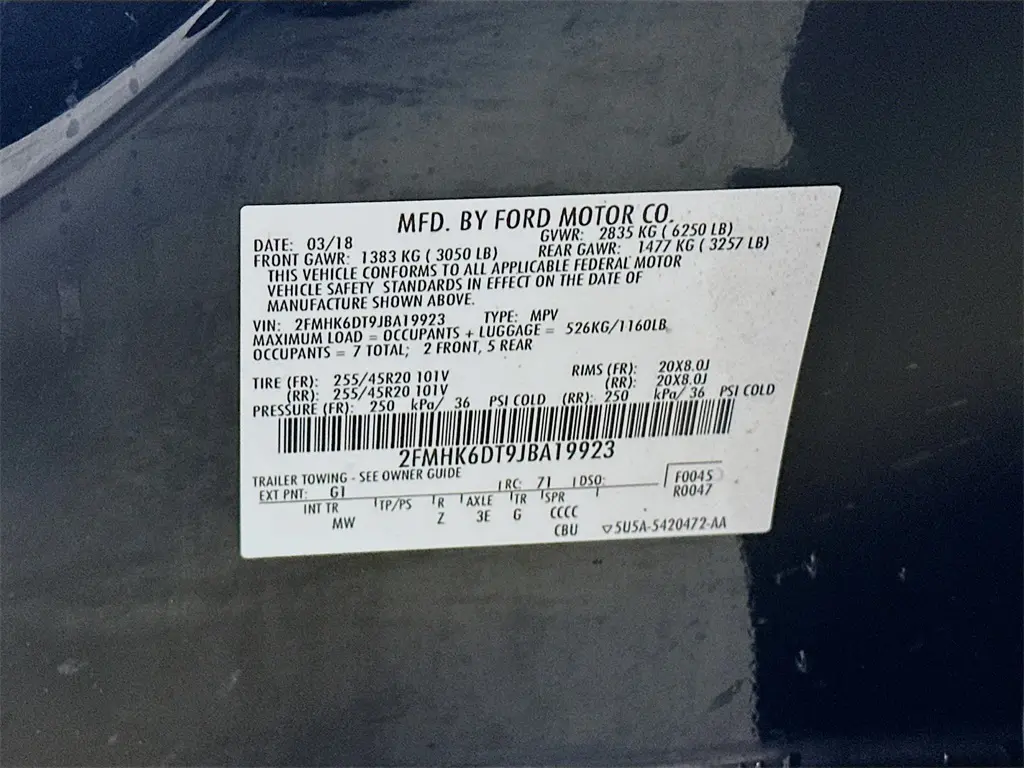 MFD. BY FORD MOTOR CO.
DATE: 03/18 GVWR: 2835 KG ( 6250 LB)
FRONT GAWR: 1383 KG ( 3050 LB) REAR GAWR: 1477 KG ( 3257 LB)
THIS VEHICLE CONFORMS TO ALL APPLICABLE FEDERAL MOTOR
VEHICLE SAFETY STANDARDS IN EFFECT ON THE DATE OF
MANUFACTURE SHOWN ABOVE.
VIN: 2FMHK6DT9JBA19923 TYPE: MPV
MAXIMUM LOAD = OCCUPANTS + LUGGAGE = 526KG/1160LB
OCCUPANTS = 7 TOTAL; 2 FRONT, 5 REAR
TIRE (FR): 255/45R20 101V RIMS (FR): 20X8.0J
(RR): 255/45R20 101V (RR): 20X8.0J
PRESSURE (FR): 250 kPa/ 36 PSI COLD (RR): 250 kPa/ 36 PSI COLD
2FMHK6DT9JBA19923
TRAILER TOWING - SEE OWNER GUIDE
EXT PNT: G1 RC: 71 DSO: F0045
R0047
INT TR TP/PS R AXLE TR SPR
MW Z 3E G CCCC
CBU 5U5A-5420472-AA